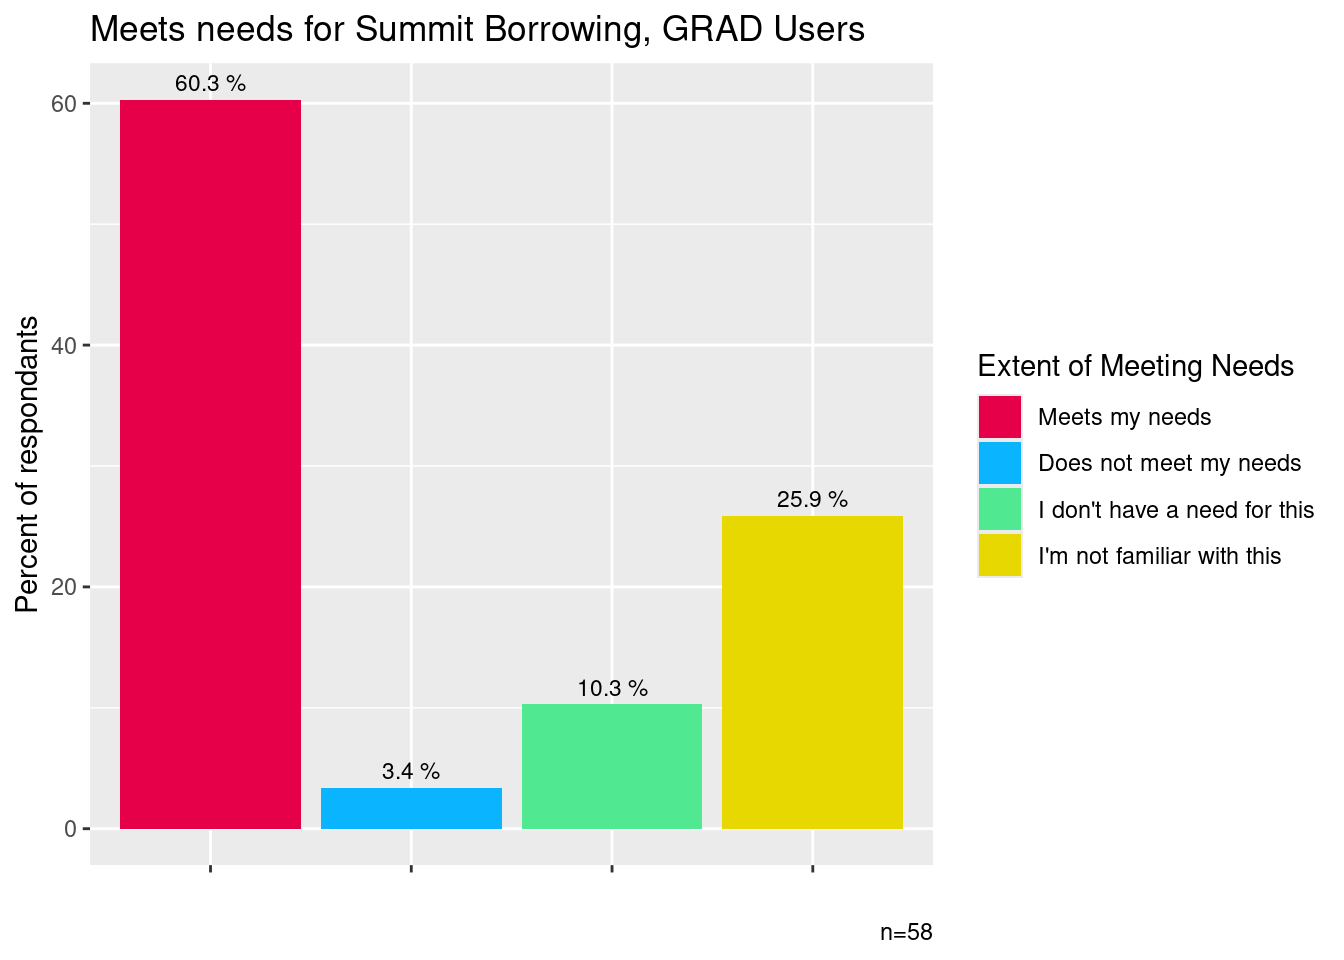 Meets needs for Summit Borrowing, GRAD Users
60.3 %
60
40
Percent of respondants
Extent of Meeting Needs
Meets my needs
Does not meet my needs
I don't have a need for this
I'm not familiar with this
25.9 %
20
10.3 %
3.4 %
0
n=58